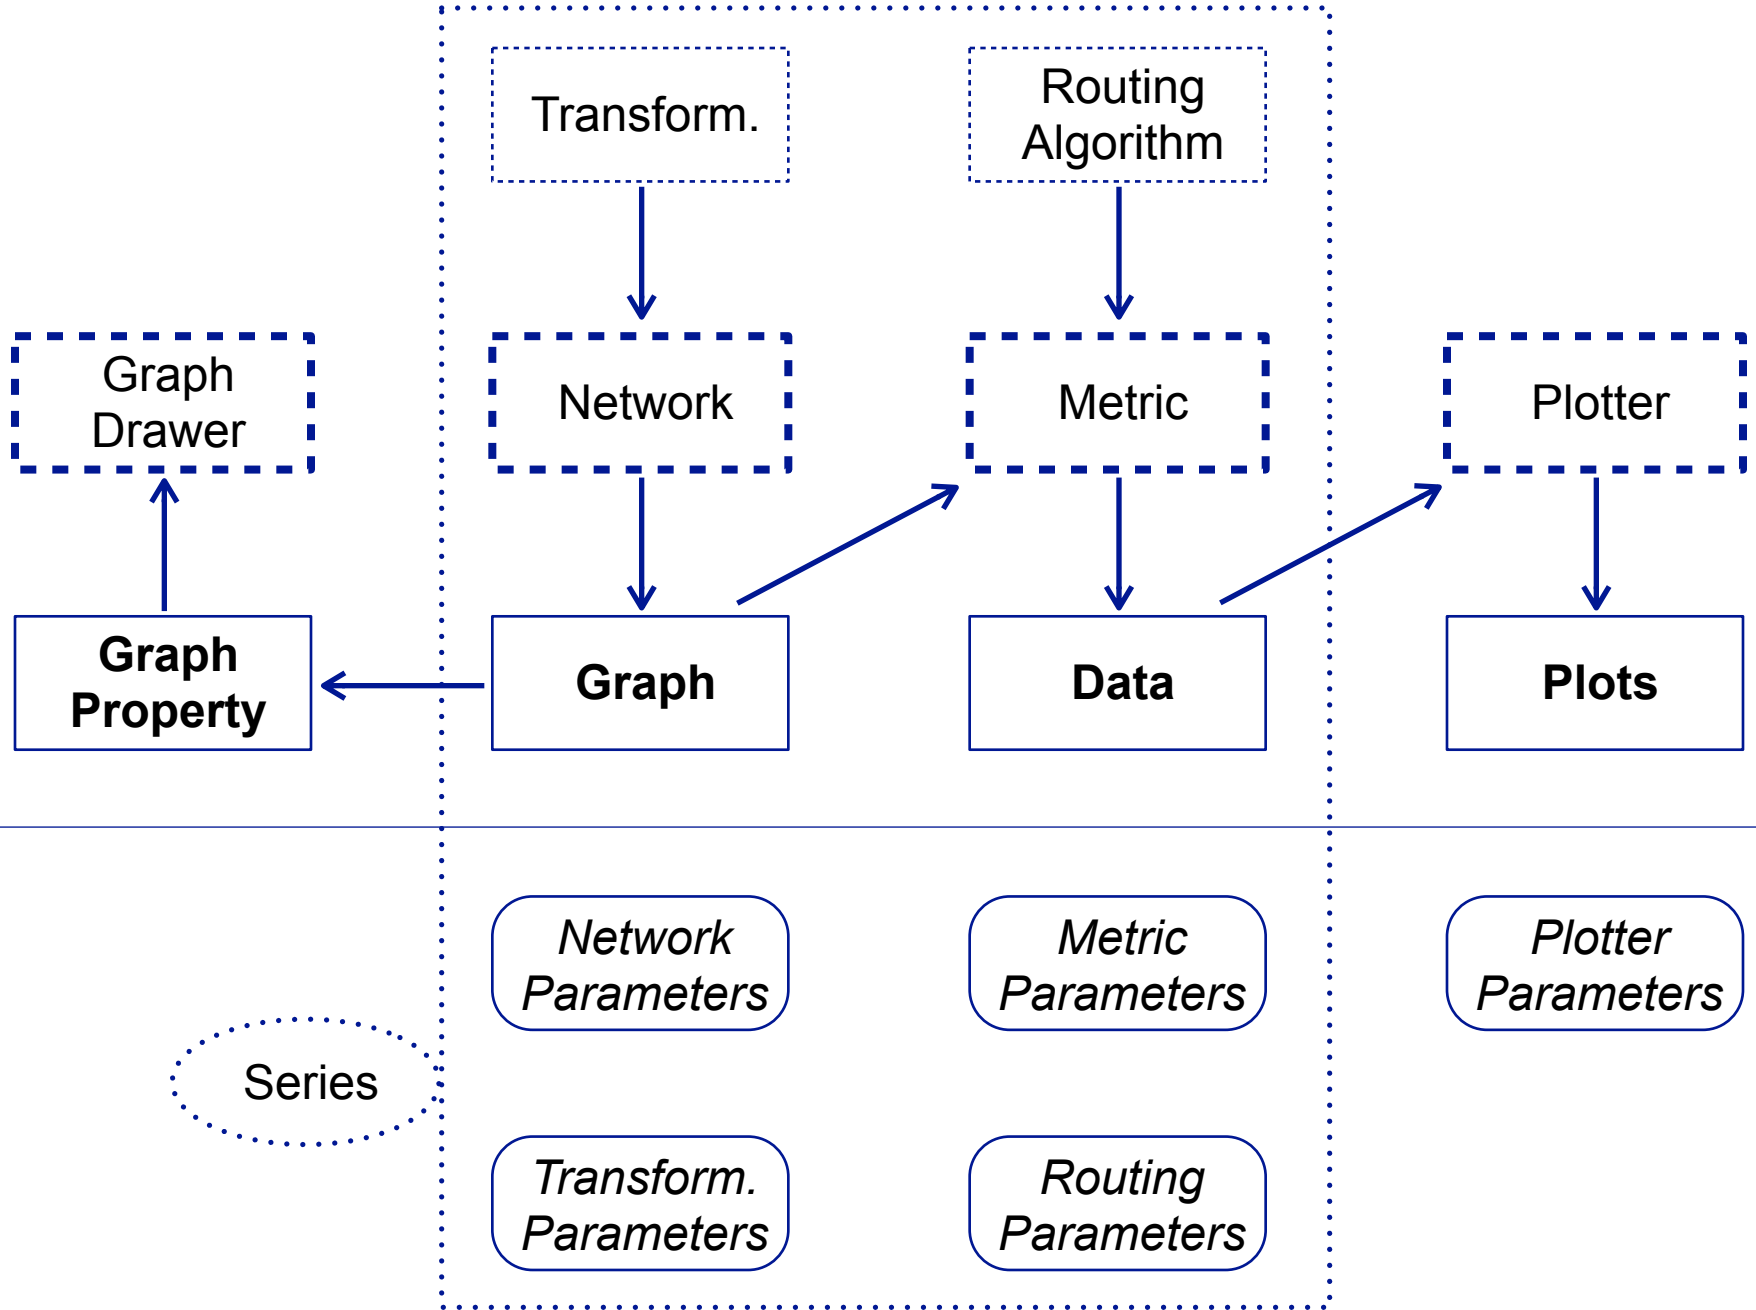 Transform.
Routing
Algorithm
Graph
Drawer
Network
Metric
Plotter
Graph
Property
Graph
Data
Plots
Network
Parameters
Metric
Parameters
Plotter
Parameters
Series
Transform.
Parameters
Routing
Parameters